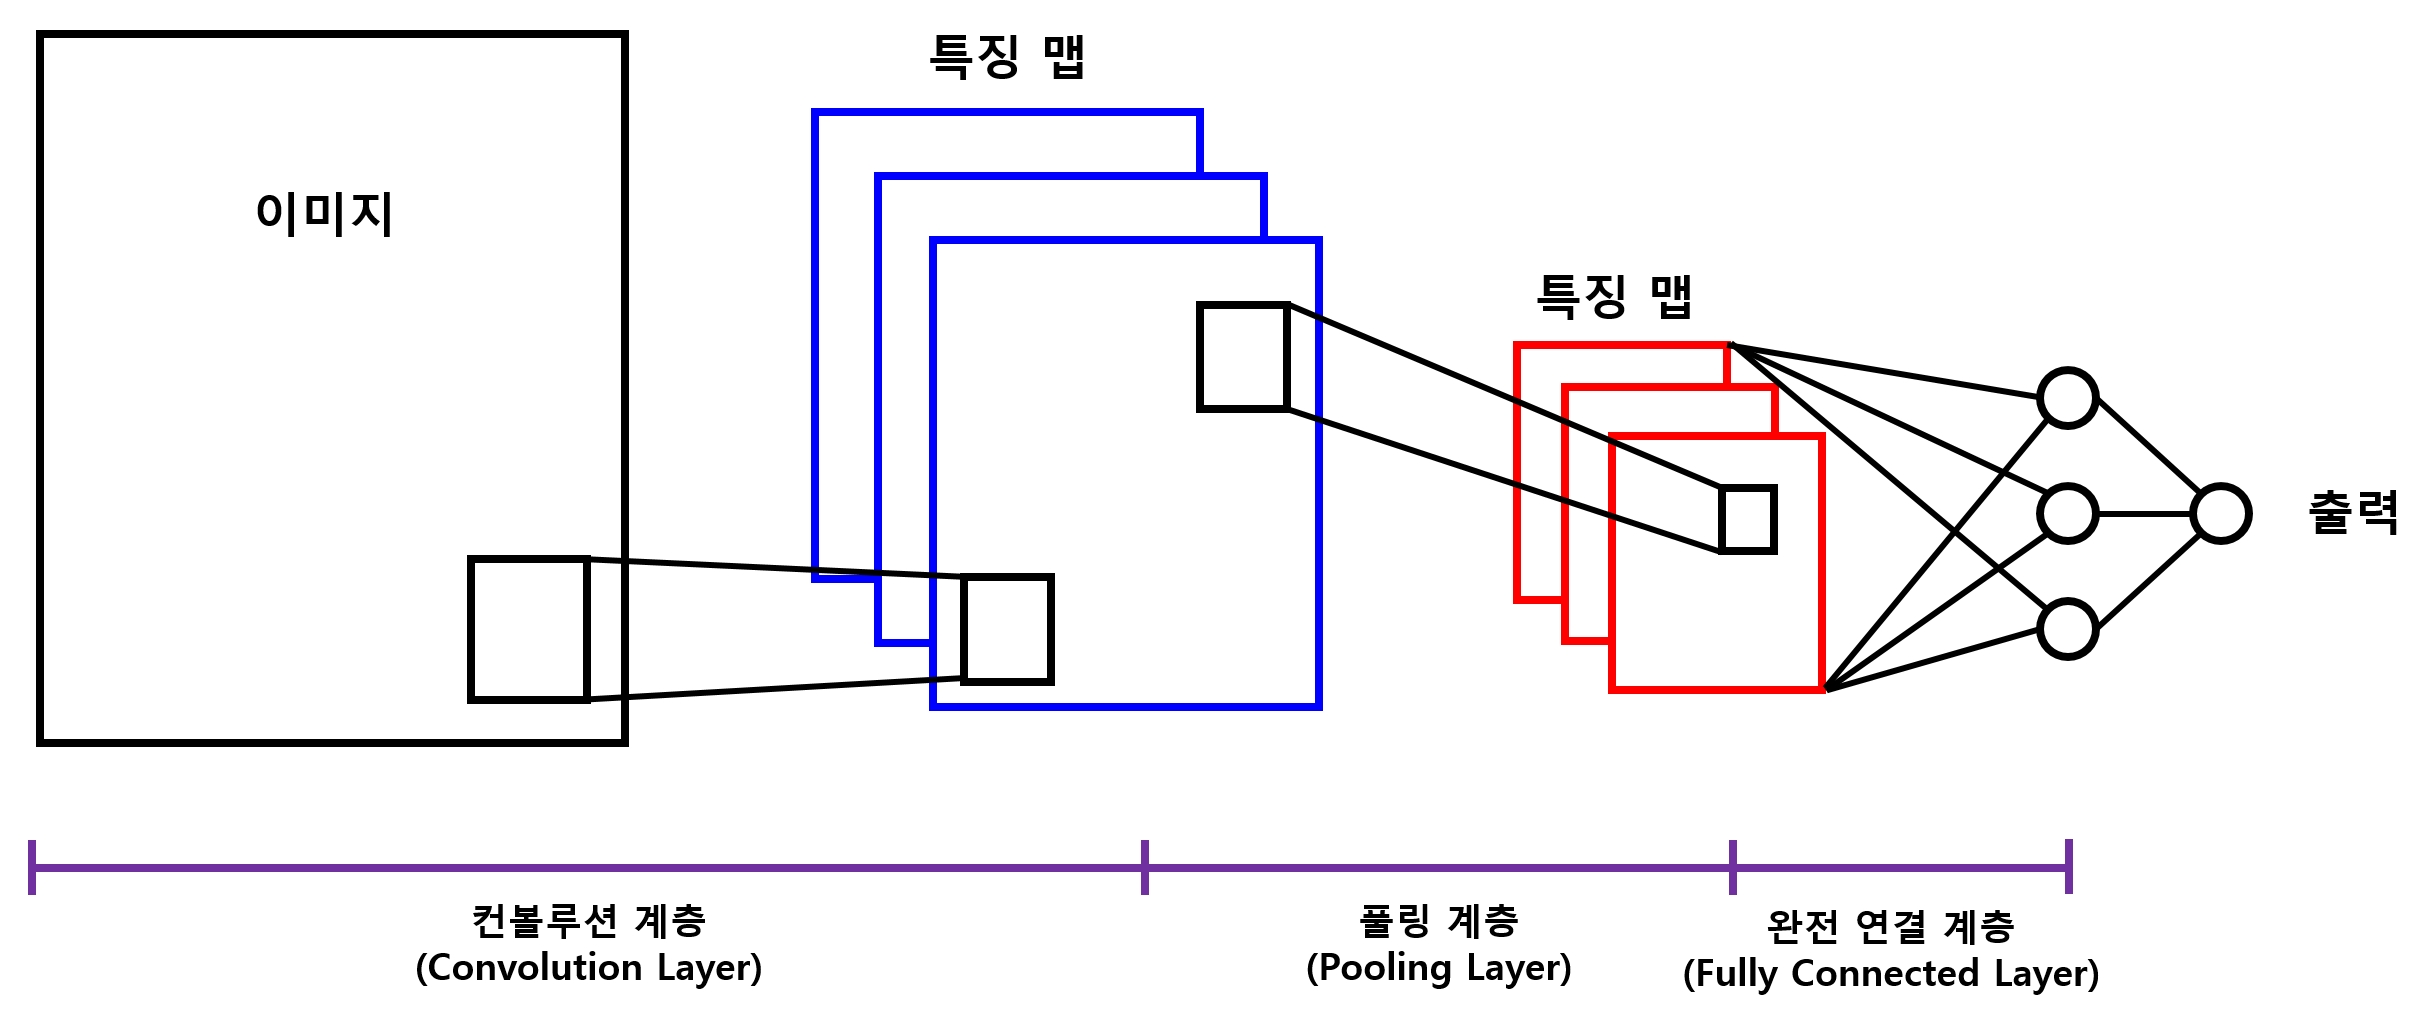 특징 맵
이미지
특징 맵
출력
컨볼루션 계층
(Convolution Layer)
풀링 계층
(Pooling Layer)
완전 연결 계층
(Fully Connected Layer)